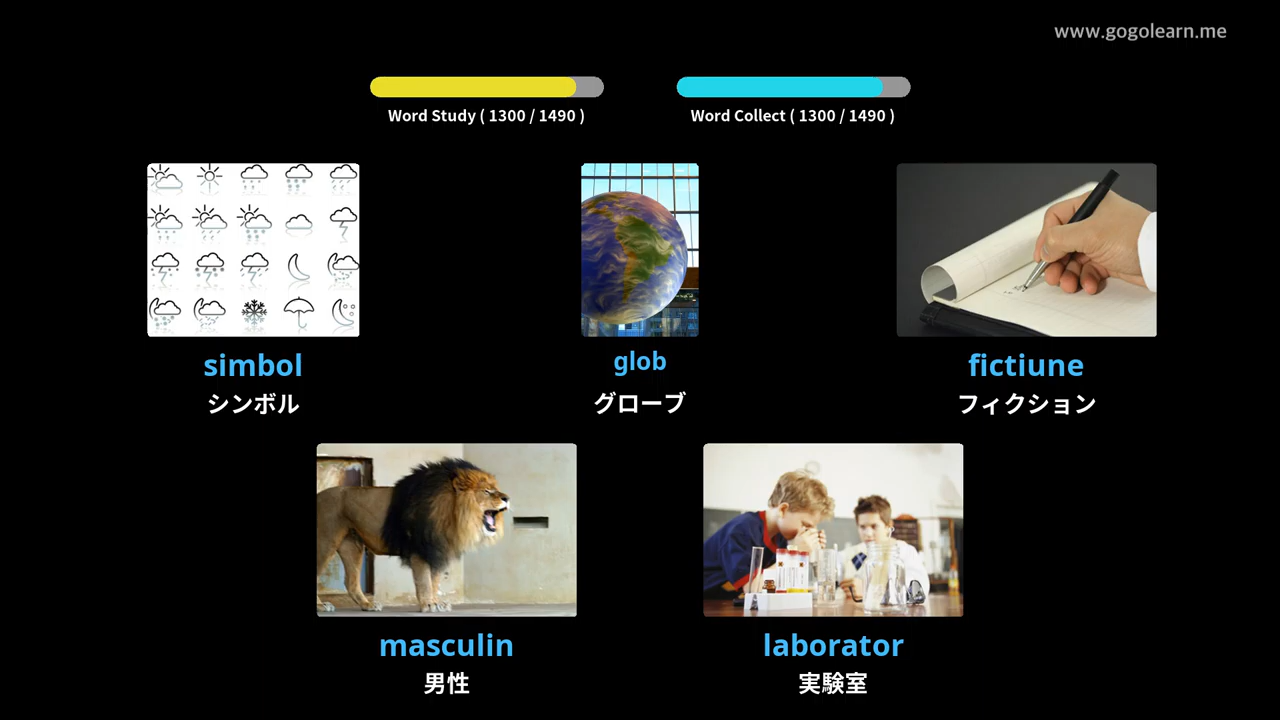 www.gogolearn.me
Word Study ( 1300 / 1490 )
Word Collect ( 1300 / 1490 )
simbol
シンボル
glob
グローブ
fictiune
フィクション
masculin
男性
laborator
実験室